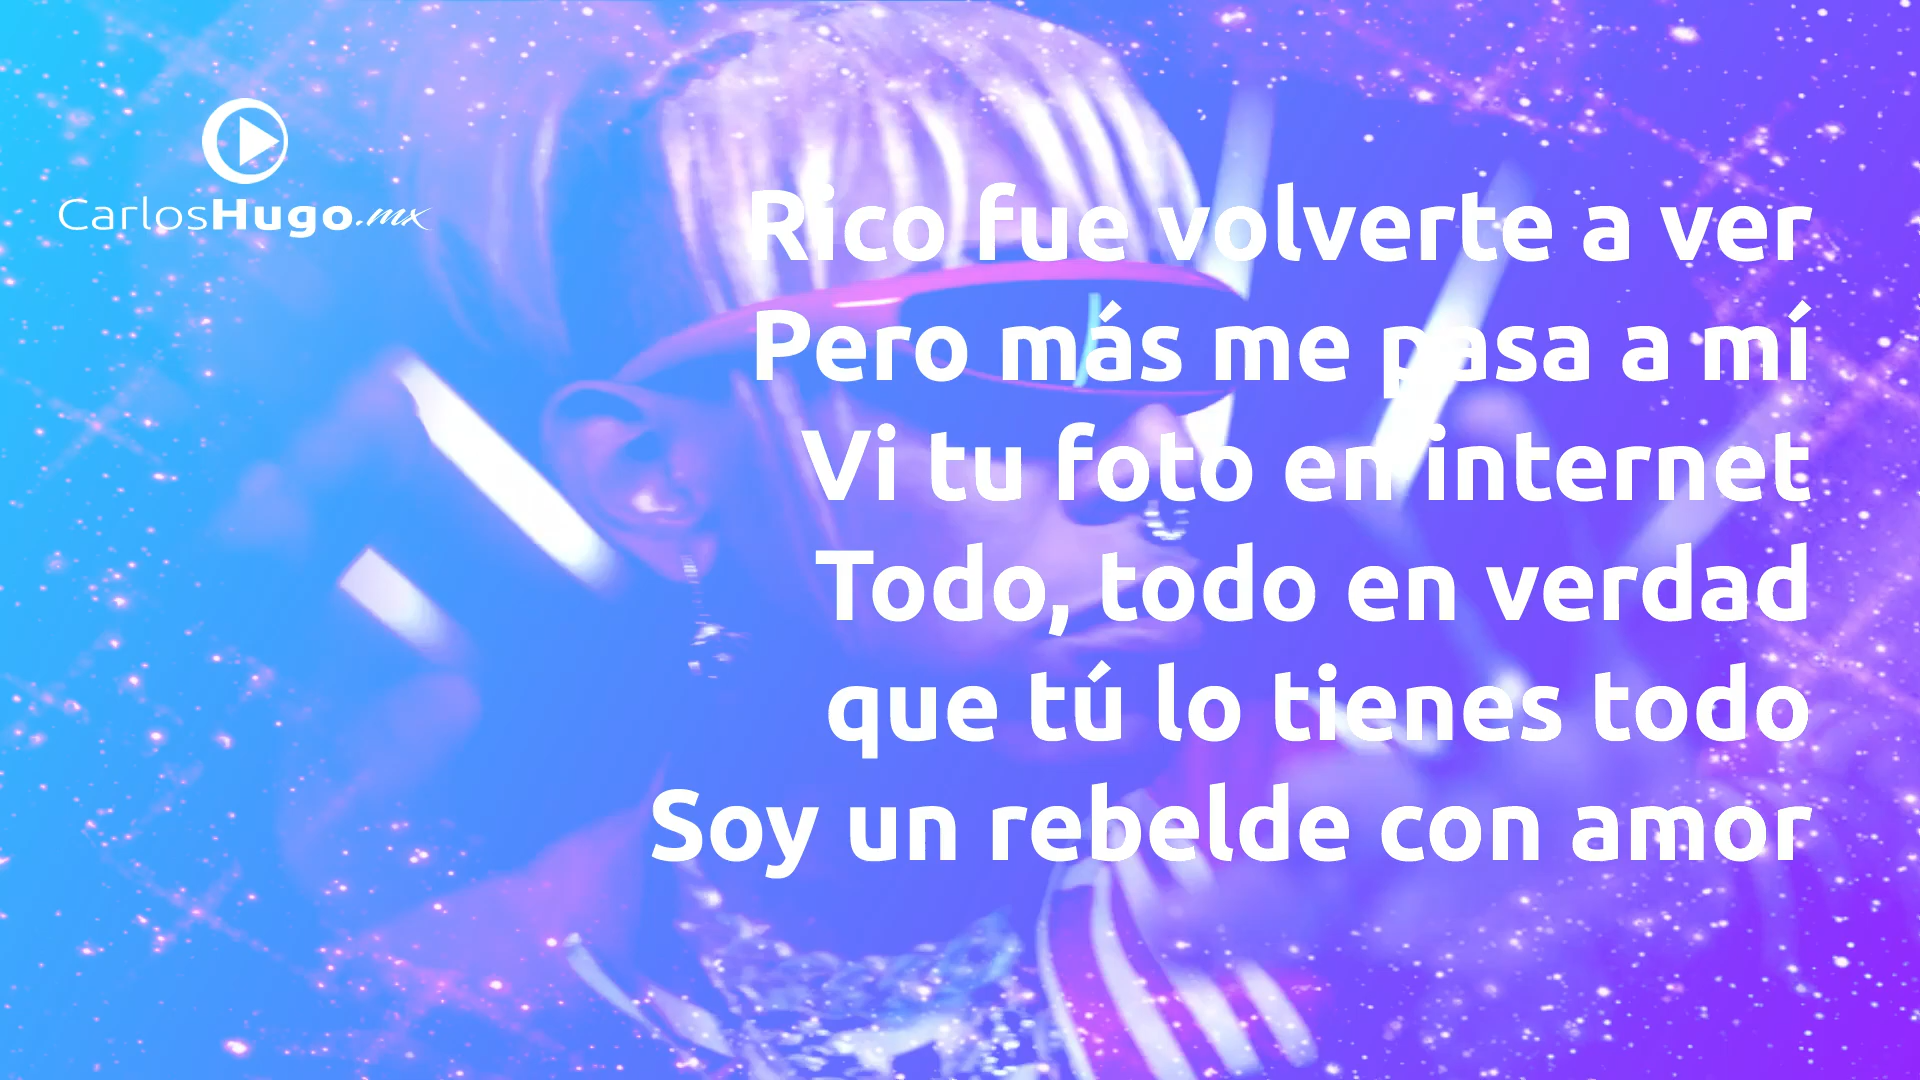 CarlosHugo.mx
Rico fue volverte a ver
Pero más me pasa a mí
Vi tu foto en internet
Todo, todo en verdad
que tú lo tienes todo
Soy un rebelde con amor